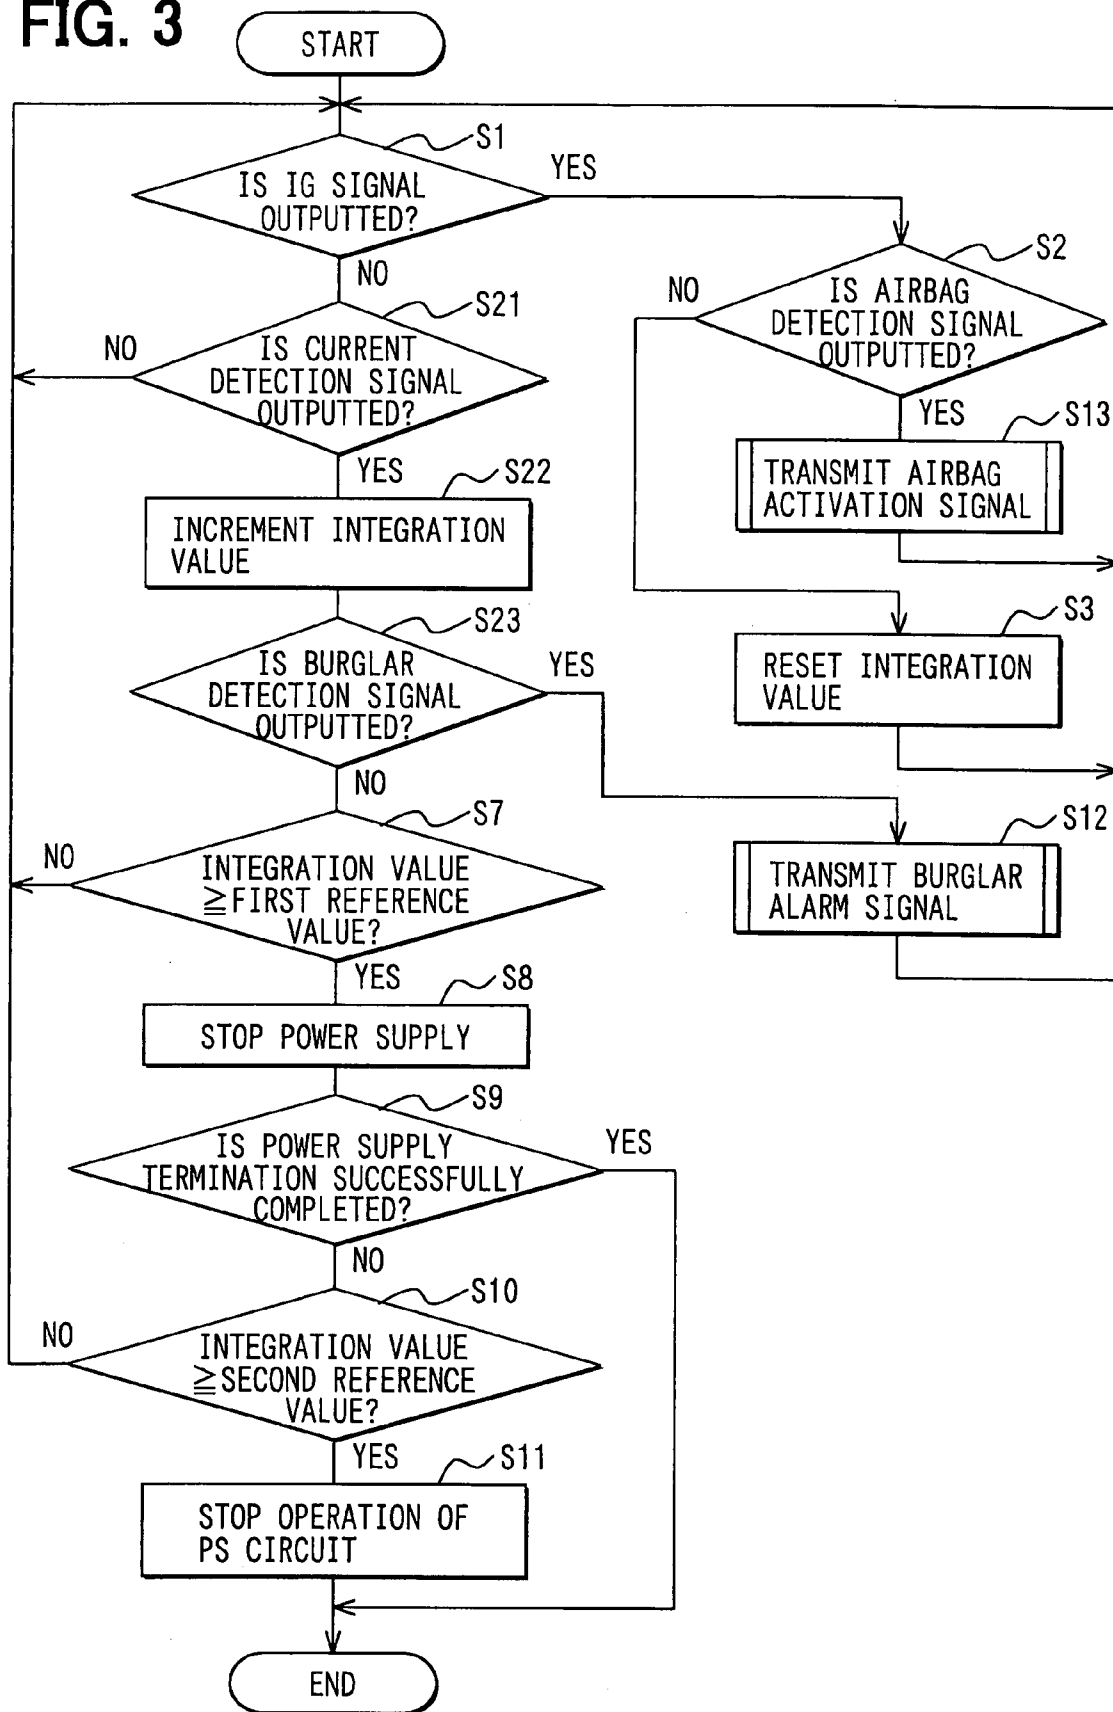 FIG. 3
START
S1
IS IG SIGNAL
OUTPUTTED?
YES
NO
S2
IS AIRBAG
DETECTION SIGNAL
OUTPUTTED?
NO
YES
S21
IS CURRENT
DETECTION SIGNAL
OUTPUTTED?
NO
YES
S13
TRANSMIT AIRBAG
ACTIVATION SIGNAL
S22
INCREMENT INTEGRATION
VALUE
S3
RESET INTEGRATION
VALUE
S23
IS BURGLAR
DETECTION SIGNAL
OUTPUTTED?
YES
NO
S12
TRANSMIT BURGLAR
ALARM SIGNAL
S7
INTEGRATION VALUE
≧FIRST REFERENCE
VALUE?
NO
YES
S8
STOP POWER SUPPLY
S9
IS POWER SUPPLY
TERMINATION SUCCESSFULLY
COMPLETED?
YES
NO
S10
INTEGRATION VALUE
≧SECOND REFERENCE
VALUE?
NO
YES
S11
STOP OPERATION OF
PS CIRCUIT
END